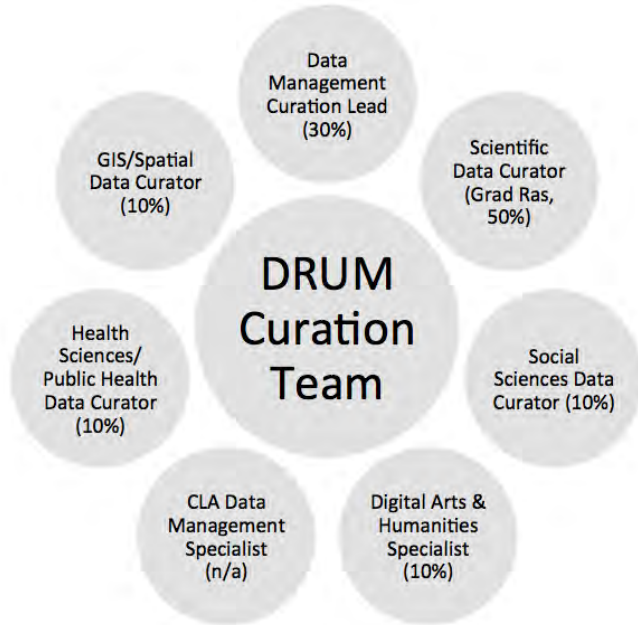 Data
Management
Curation Lead
(30%)
Scientific
Data Curator
(Grad Ras,
50%)
Social
Sciences Data
Curator (10%)
Digital Arts &
Humanities
Specialist
(10%)
CLA Data
Management
Specialist
(n/a)
Health
Sciences/
Public Health
Data Curator
(10%)
GIS/Spatial
Data Curator
(10%)
DRUM
Curation
Team